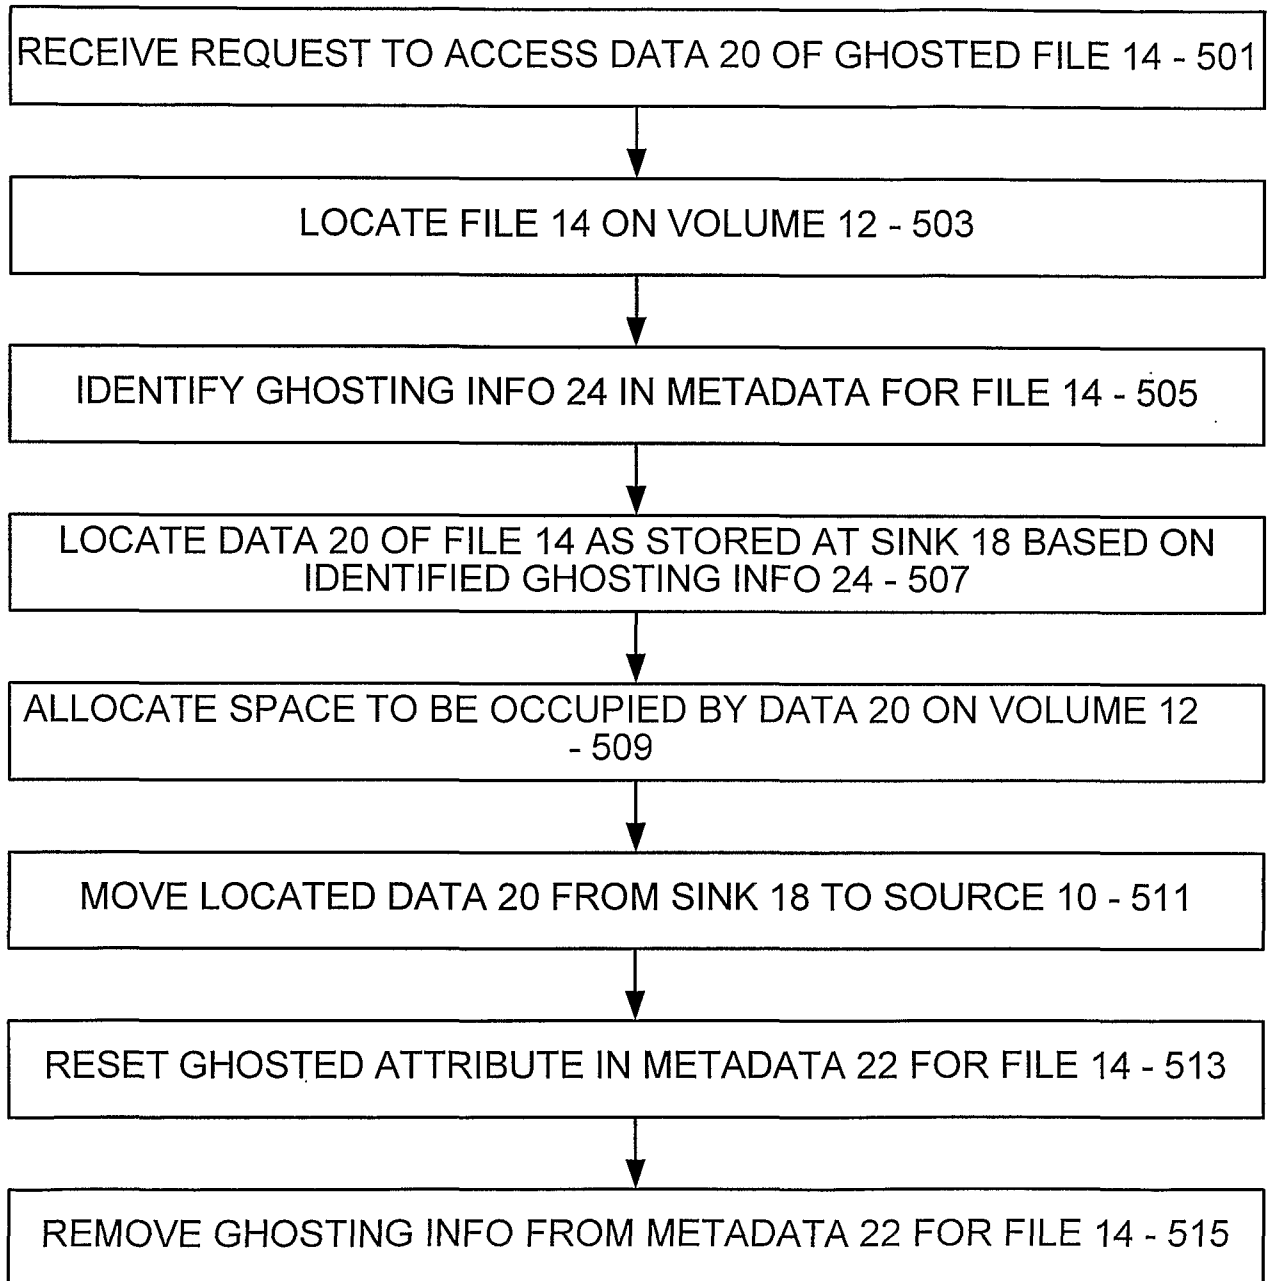 RECEIVE REQUEST TO ACCESS DATA 20 OF GHOSTED FILE 14 - 501
LOCATE FILE 14 ON VOLUME 12 - 503
IDENTIFY GHOSTING INFO 24 IN METADATA FOR FILE 14 - 505
LOCATE DATA 20 OF FILE 14 AS STORED AT SINK 18 BASED ON
IDENTIFIED GHOSTING INFO 24 - 507
ALLOCATE SPACE TO BE OCCUPIED BY DATA 20 ON VOLUME 12
- 509
MOVE LOCATED DATA 20 FROM SINK 18 TO SOURCE 10 - 511
RESET GHOSTED ATTRIBUTE IN METADATA 22 FOR FILE 14 - 513
REMOVE GHOSTING INFO FROM METADATA 22 FOR FILE 14 - 515